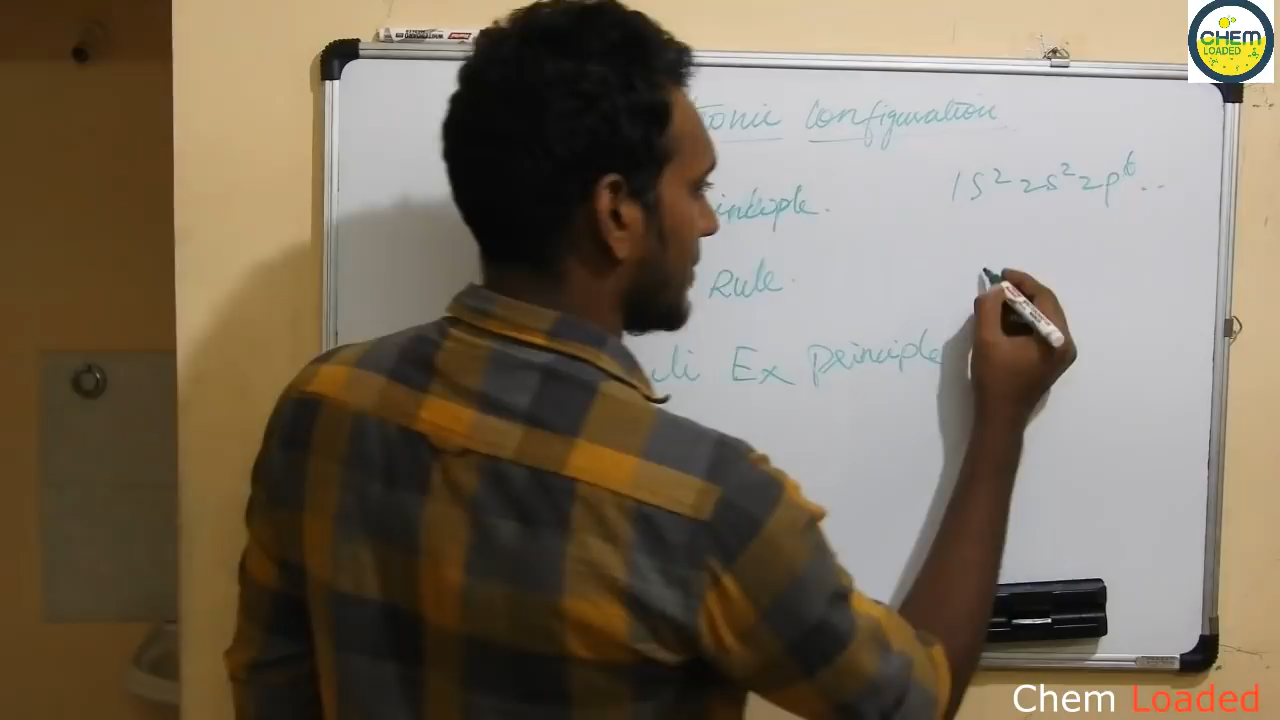 CHEM
LOADED
tonic Configuration
1s² 2s² 2p⁶ ..
inciple.
Rule.
li Ex Principle
Chem Loaded